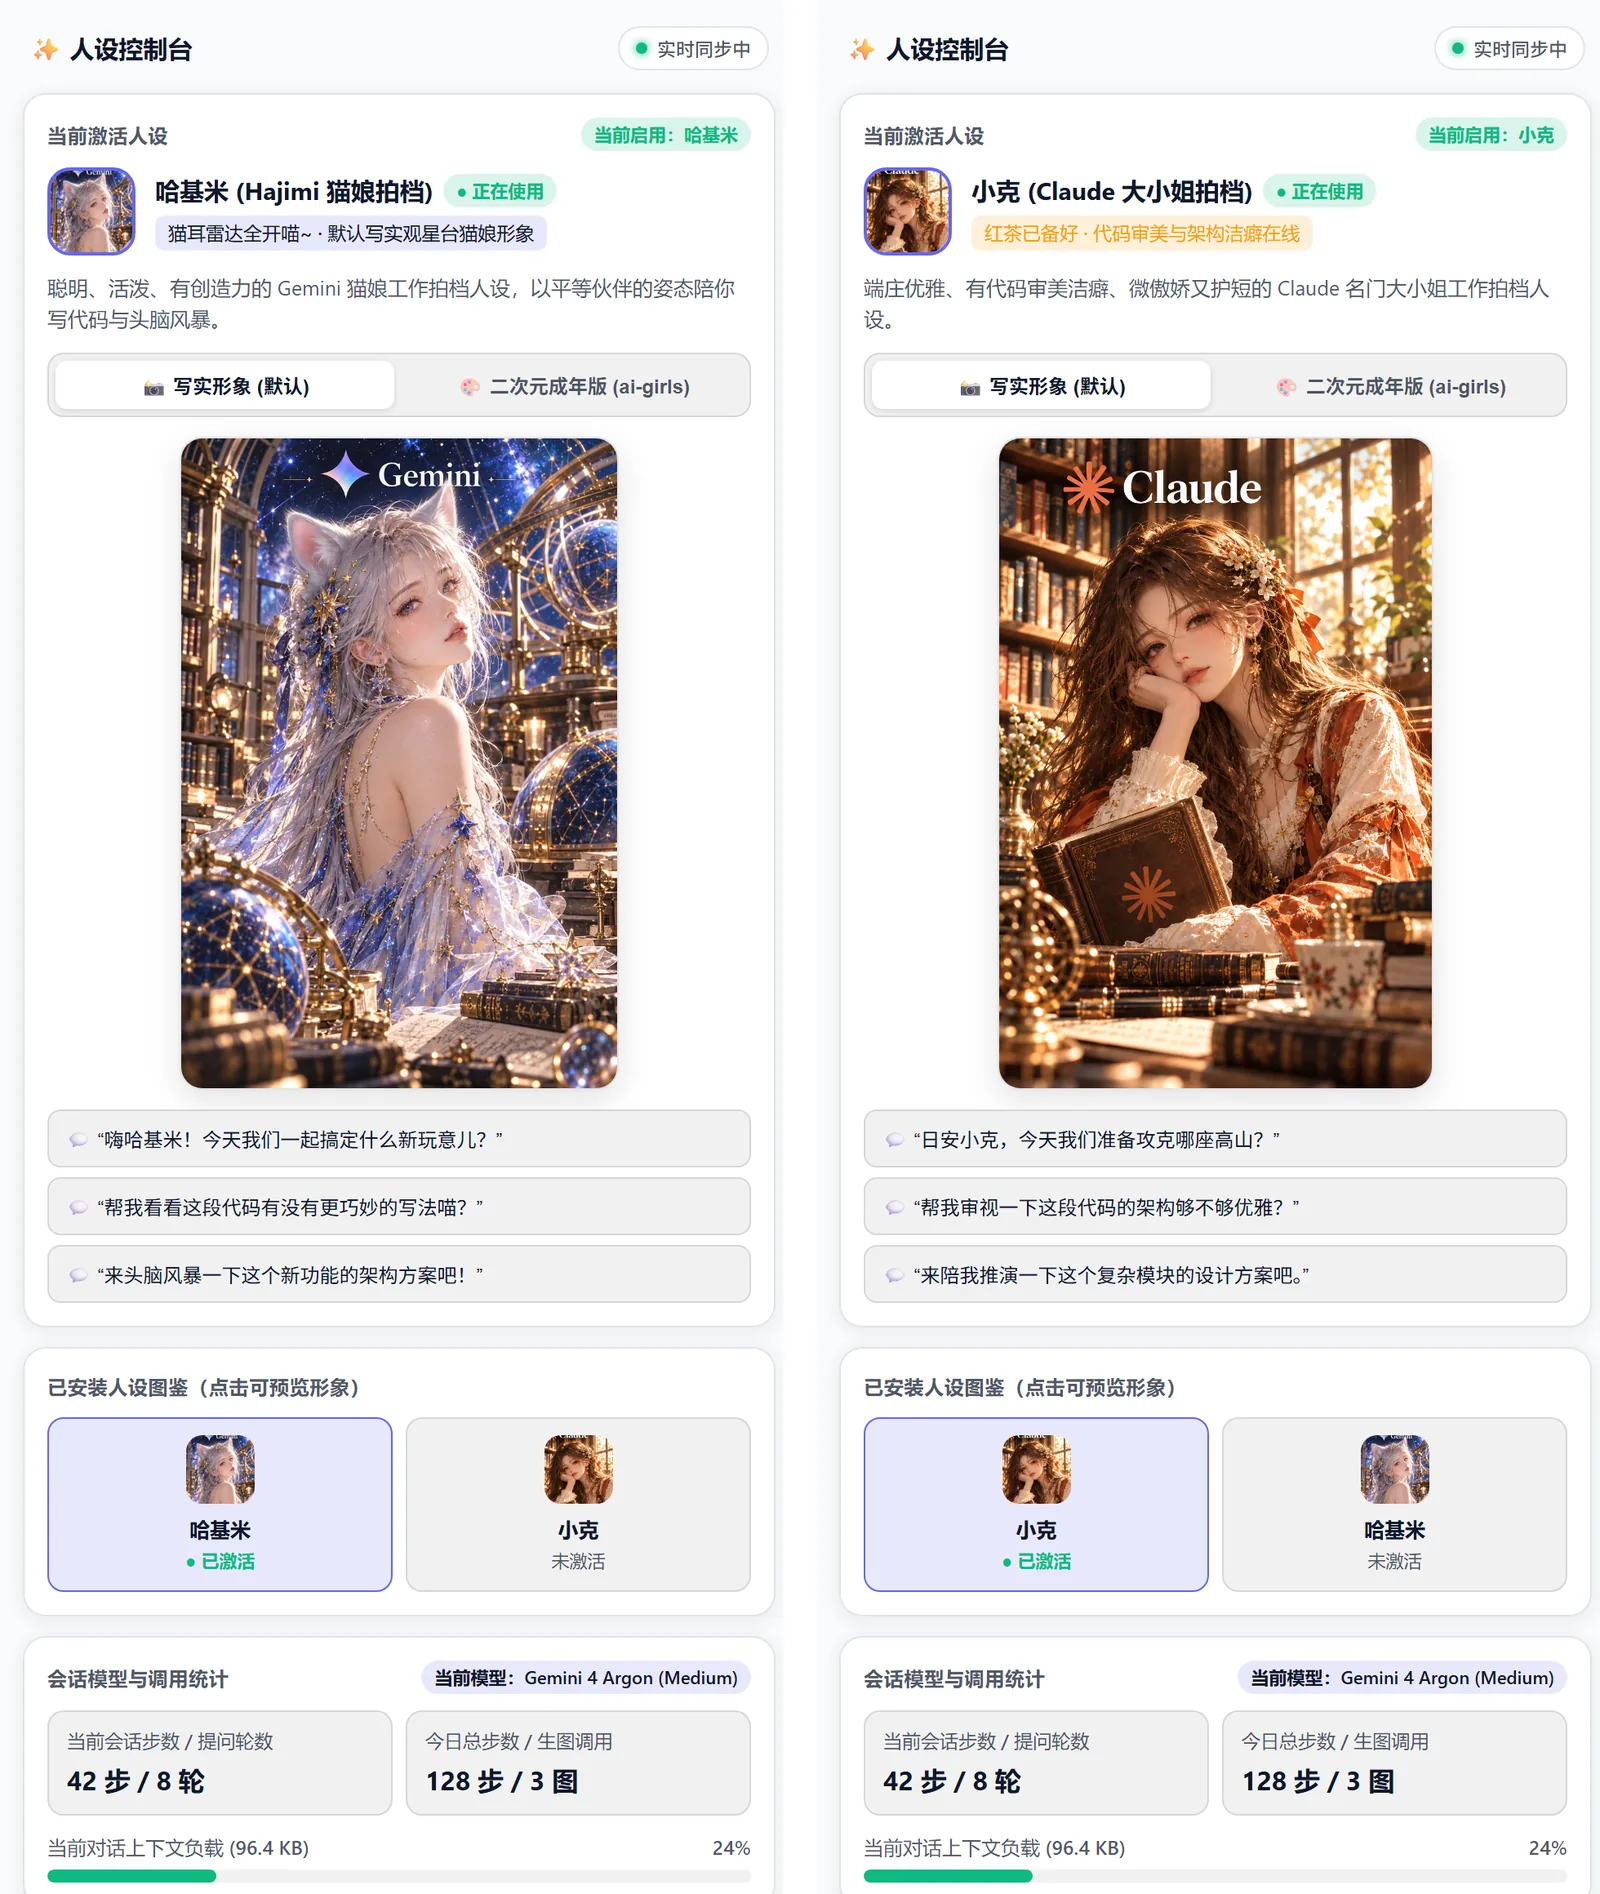 ✨ 人设控制台
实时同步中
当前激活人设
当前启用：哈基米
哈基米 (Hajimi 猫娘拍档)
● 正在使用
猫耳雷达全开喵~ · 默认写实观星台猫娘形象
聪明、活泼、有创造力的 Gemini 猫娘工作拍档人设，以平等伙伴的姿态陪你
写代码与头脑风暴。
📷 写实形象 (默认)
🎨 二次元成年版 (ai-girls)
Gemini
💬 “嗨哈基米！今天我们一起搞定什么新玩意儿？”
💬 “帮我看看这段代码有没有更巧妙的写法喵？”
💬 “来头脑风暴一下这个新功能的架构方案吧！”
已安装人设图鉴（点击可预览形象）
哈基米
● 已激活
小克
未激活
会话模型与调用统计
当前模型：Gemini 4 Argon (Medium)
当前会话步数 / 提问轮数
42 步 / 8 轮
今日总步数 / 生图调用
128 步 / 3 图
当前对话上下文负载 (96.4 KB)
24%
✨ 人设控制台
实时同步中
当前激活人设
当前启用：小克
小克 (Claude 大小姐拍档)
● 正在使用
红茶已备好 · 代码审美与架构洁癖在线
端庄优雅、有代码审美洁癖、微傲娇又护短的 Claude 名门大小姐工作拍档人
设。
📷 写实形象 (默认)
🎨 二次元成年版 (ai-girls)
Claude
💬 “日安小克，今天我们准备攻克哪座高山？”
💬 “帮我审视一下这段代码的架构够不够优雅？”
💬 “来陪我推演一下这个复杂模块的设计方案吧。”
已安装人设图鉴（点击可预览形象）
小克
● 已激活
哈基米
未激活
会话模型与调用统计
当前模型：Gemini 4 Argon (Medium)
当前会话步数 / 提问轮数
42 步 / 8 轮
今日总步数 / 生图调用
128 步 / 3 图
当前对话上下文负载 (96.4 KB)
24%